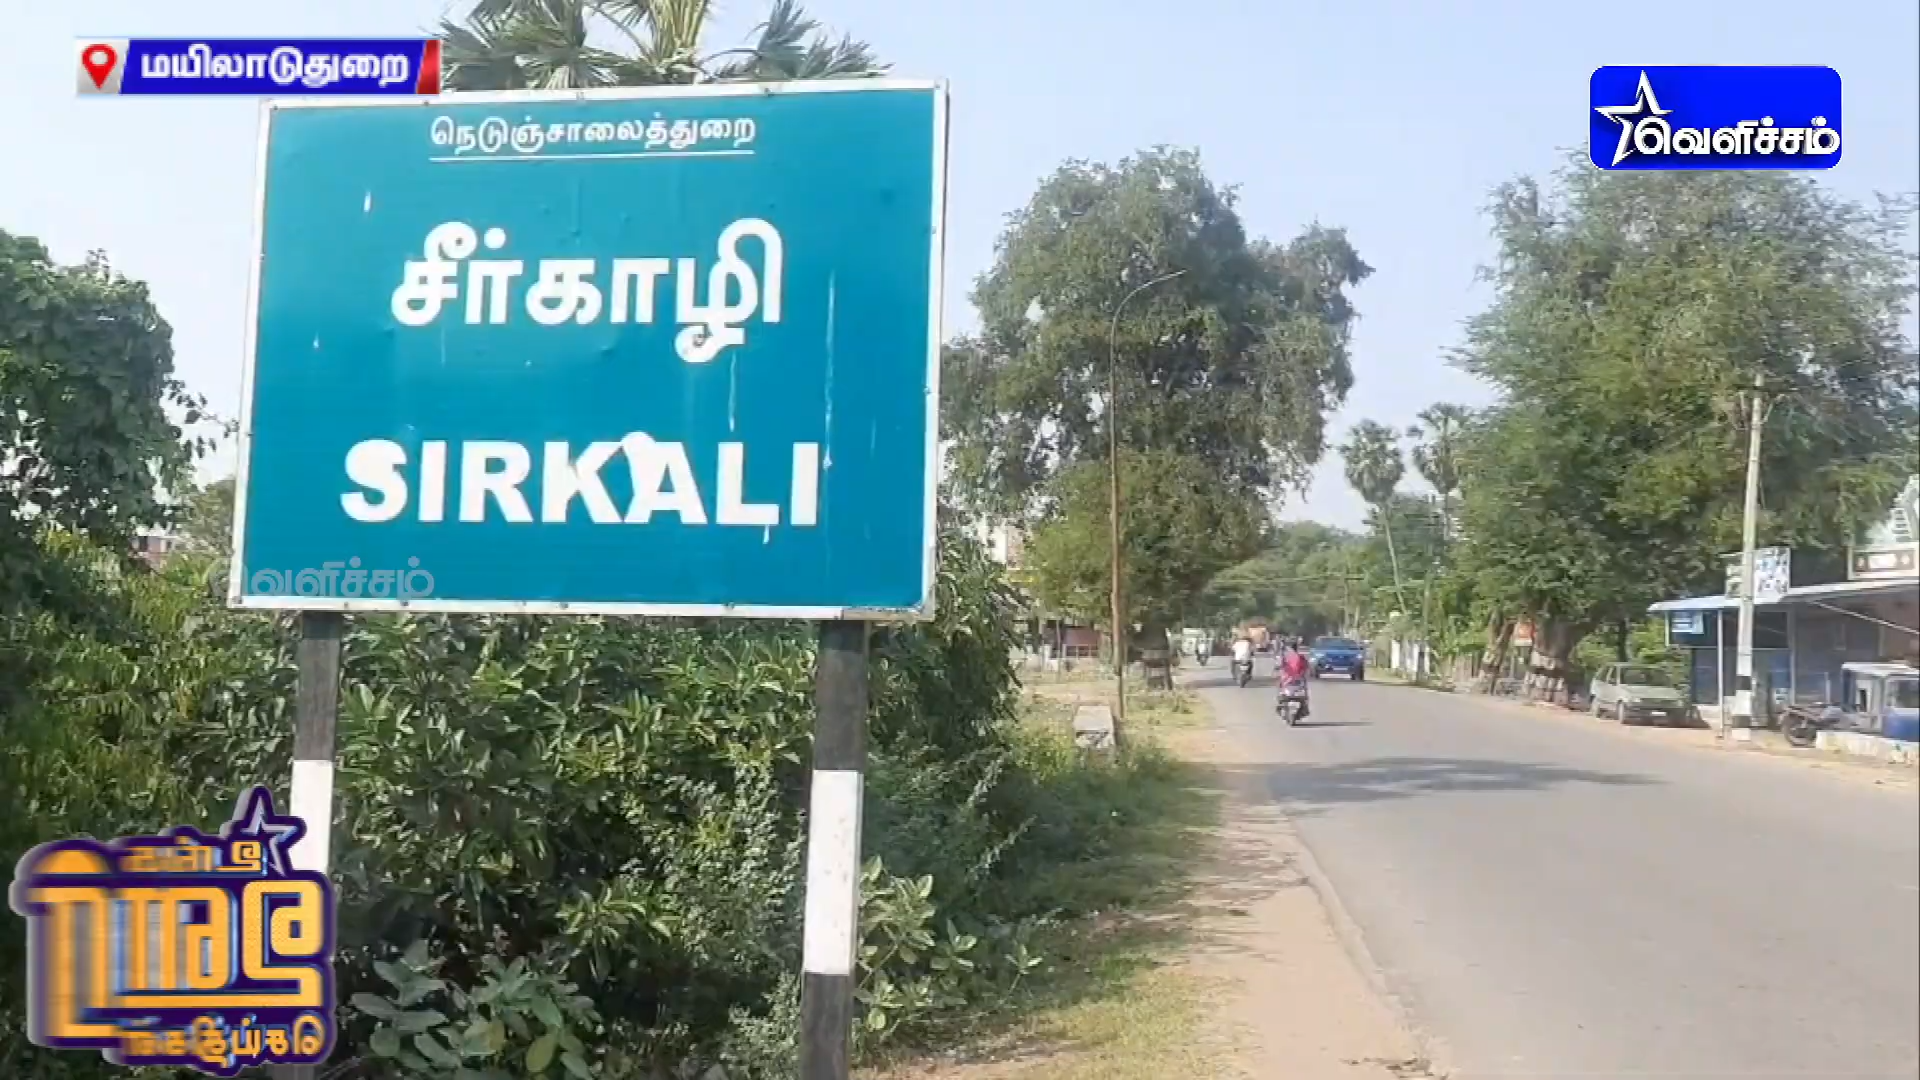 மயிலாடுதுறை
வெளிச்சம்
நெடுஞ்சாலைத்துறை
சீர்காழி
SIRKALI
வெளிச்சம்